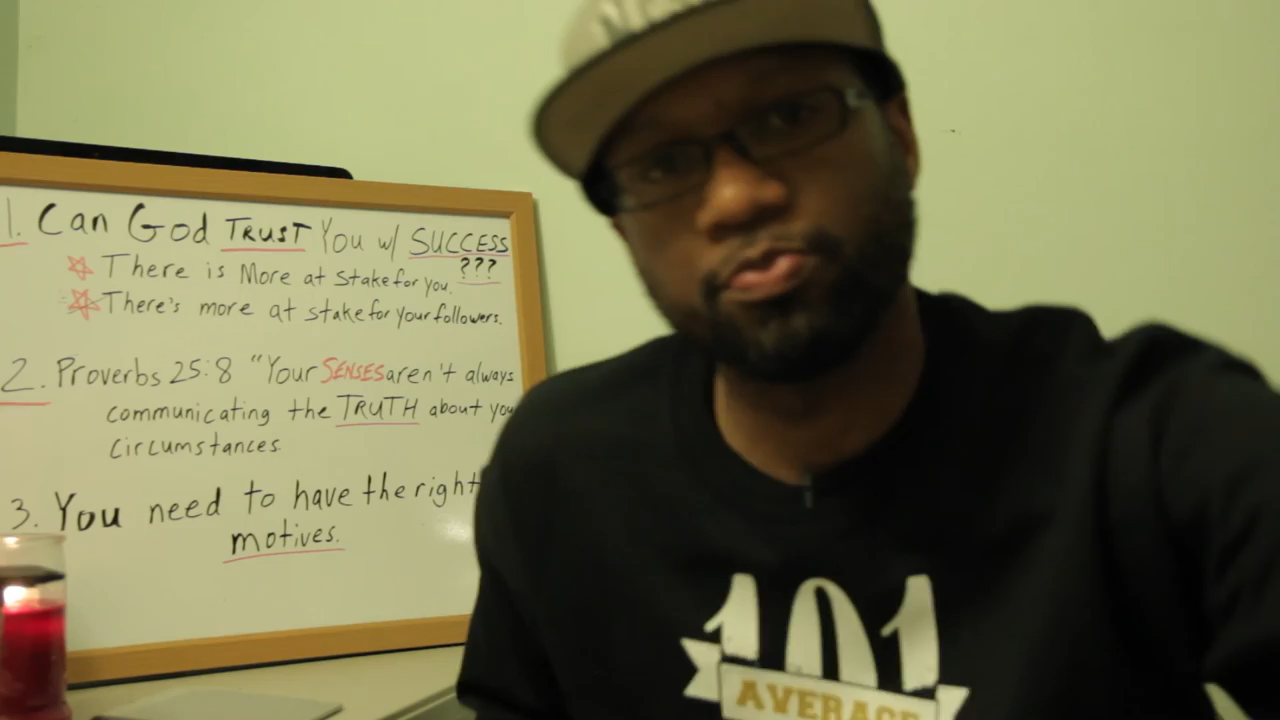 1. Can God TRUST You w/ SUCCESS
???
There is More at stake for you.
There's more at stake for your followers.
2. Proverbs 25:8 "Your SENSES aren't always
communicating the TRUTH about you
circumstances.
3. You need to have the right
motives.
101
AVERAGE